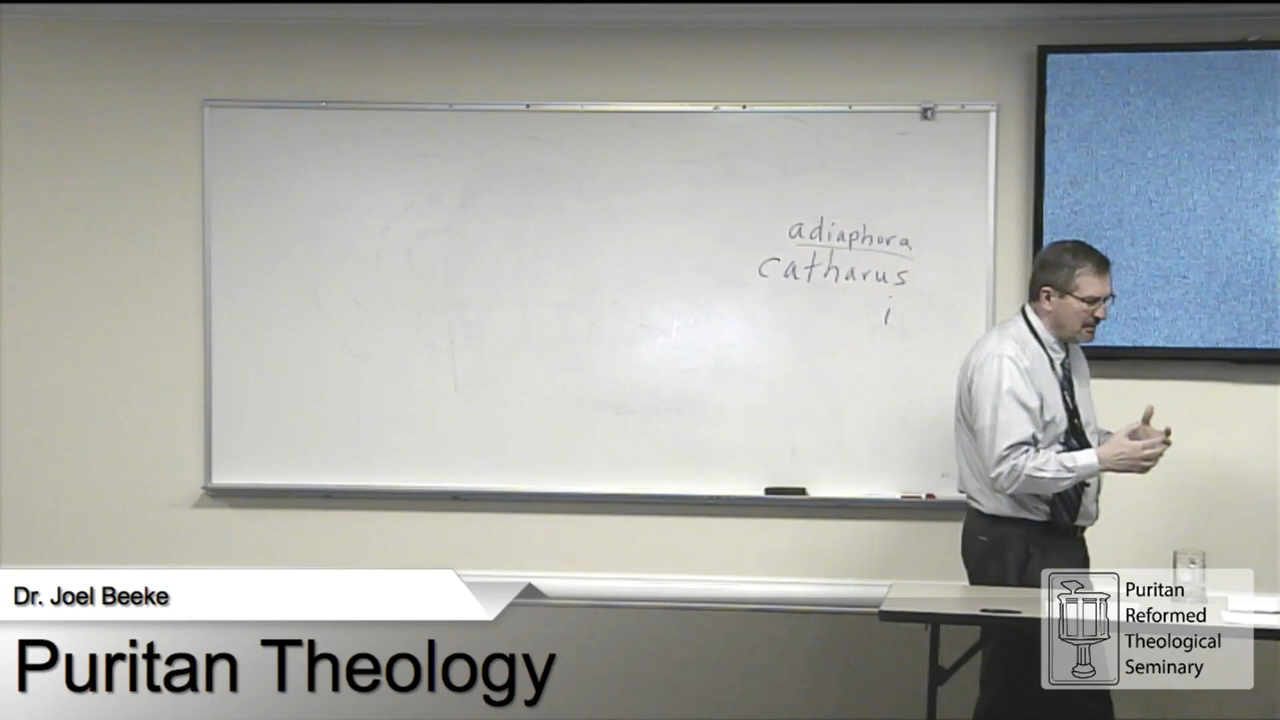 adiaphora
catharus
i
Dr. Joel Beeke
Puritan Theology
Puritan
Reformed
Theological
Seminary